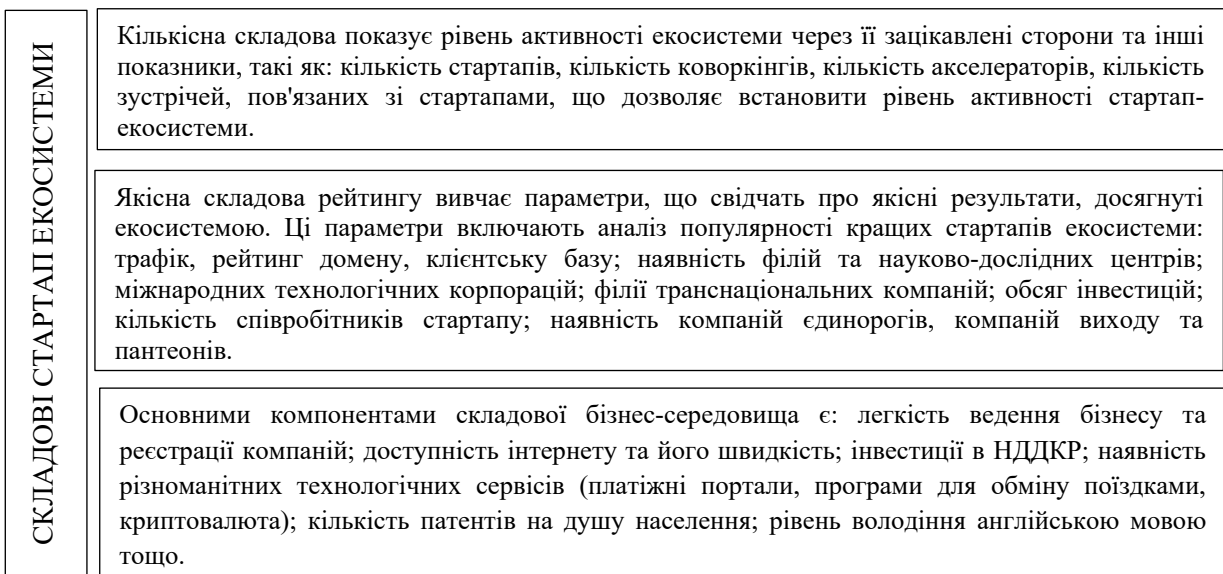 СКЛАДОВІ СТАРТАП ЕКОСИСТЕМИ
Кількісна складова показує рівень активності екосистеми через її зацікавлені сторони та інші
показники, такі як: кількість стартапів, кількість коворкінгів, кількість акселераторів, кількість
зустрічей, пов'язаних зі стартапами, що дозволяє встановити рівень активності стартап-
екосистеми.
Якісна складова рейтингу вивчає параметри, що свідчать про якісні результати, досягнуті
екосистемою. Ці параметри включають аналіз популярності кращих стартапів екосистеми:
трафік, рейтинг домену, клієнтську базу; наявність філій та науково-дослідних центрів;
міжнародних технологічних корпорацій; філії транснаціональних компаній; обсяг інвестицій;
кількість співробітників стартапу; наявність компаній єдинорогів, компаній виходу та
пантеонів.
Основними компонентами складової бізнес-середовища є: легкість ведення бізнесу та
реєстрації компаній; доступність інтернету та його швидкість; інвестиції в НДДКР; наявність
різноманітних технологічних сервісів (платіжні портали, програми для обміну поїздками,
криптовалюта); кількість патентів на душу населення; рівень володіння англійською мовою
тощо.